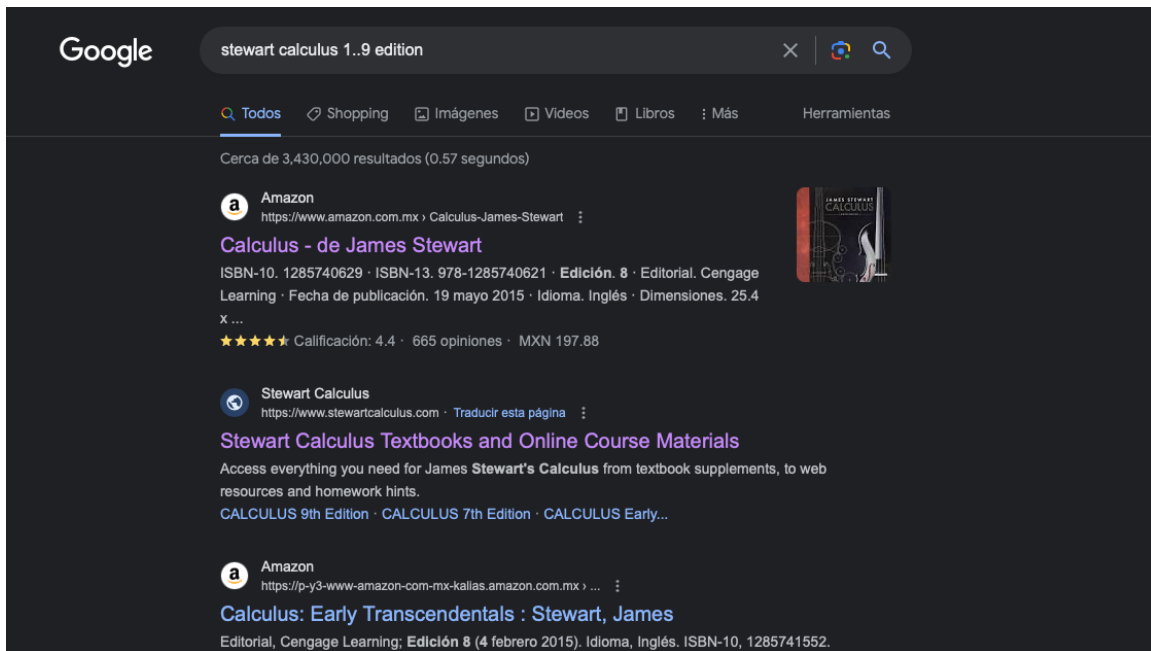 Google
stewart calculus 1..9 edition
Todos Shopping Imágenes Videos Libros Más Herramientas
Cerca de 3,430,000 resultados (0.57 segundos)
Amazon
https://www.amazon.com.mx › Calculus-James-Stewart
Calculus - de James Stewart
ISBN-10. 1285740629 · ISBN-13. 978-1285740621 · Edición. 8 · Editorial. Cengage
Learning · Fecha de publicación. 19 mayo 2015 · Idioma. Inglés · Dimensiones. 25.4
x ...
Calificación: 4.4 · 665 opiniones · MXN 197.88
JAMES STEWART
CALCULUS
Stewart Calculus
https://www.stewartcalculus.com · Traducir esta página
Stewart Calculus Textbooks and Online Course Materials
Access everything you need for James Stewart's Calculus from textbook supplements, to web
resources and homework hints.
CALCULUS 9th Edition · CALCULUS 7th Edition · CALCULUS Early...
Amazon
https://p-y3-www-amazon-com-mx-kalias.amazon.com.mx › ...
Calculus: Early Transcendentals : Stewart, James
Editorial, Cengage Learning; Edición 8 (4 febrero 2015). Idioma, Inglés. ISBN-10, 1285741552.